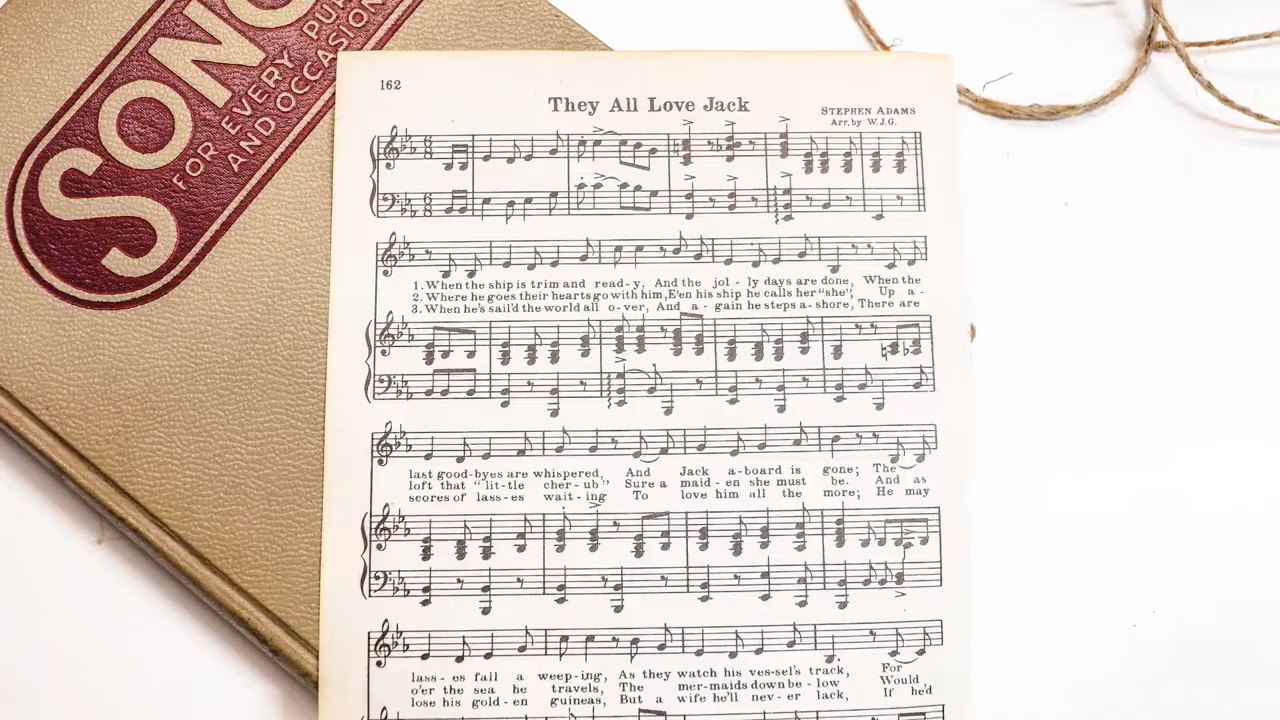 SONG
FOR EVERY PUR
AND OCCASION
162
They All Love Jack
STEPHEN ADAMS
Arr. by W.J.G.
1. When the ship is trim and read-y, And the jol-ly days are done, When the
2. Where he goes their hearts go with him, E'en his ship he calls her "she", Up a-
3. When he's sail'd the world all o-ver, And a-gain he steps a-shore, There are
last good-byes are whispered, And Jack a-board is gone; The
loft that "lit-tle cher-ub" Sure a maid-en she must be. And as
scores of lass-es wait-ing To love him all the more; He may
lass-es fall a weep-ing, As they watch his ves-sel's track, For
o'er the sea he travels, The mer-maids down be-low Would
lose his gold-en guineas, But a wife he'll nev-er lack, If he'd